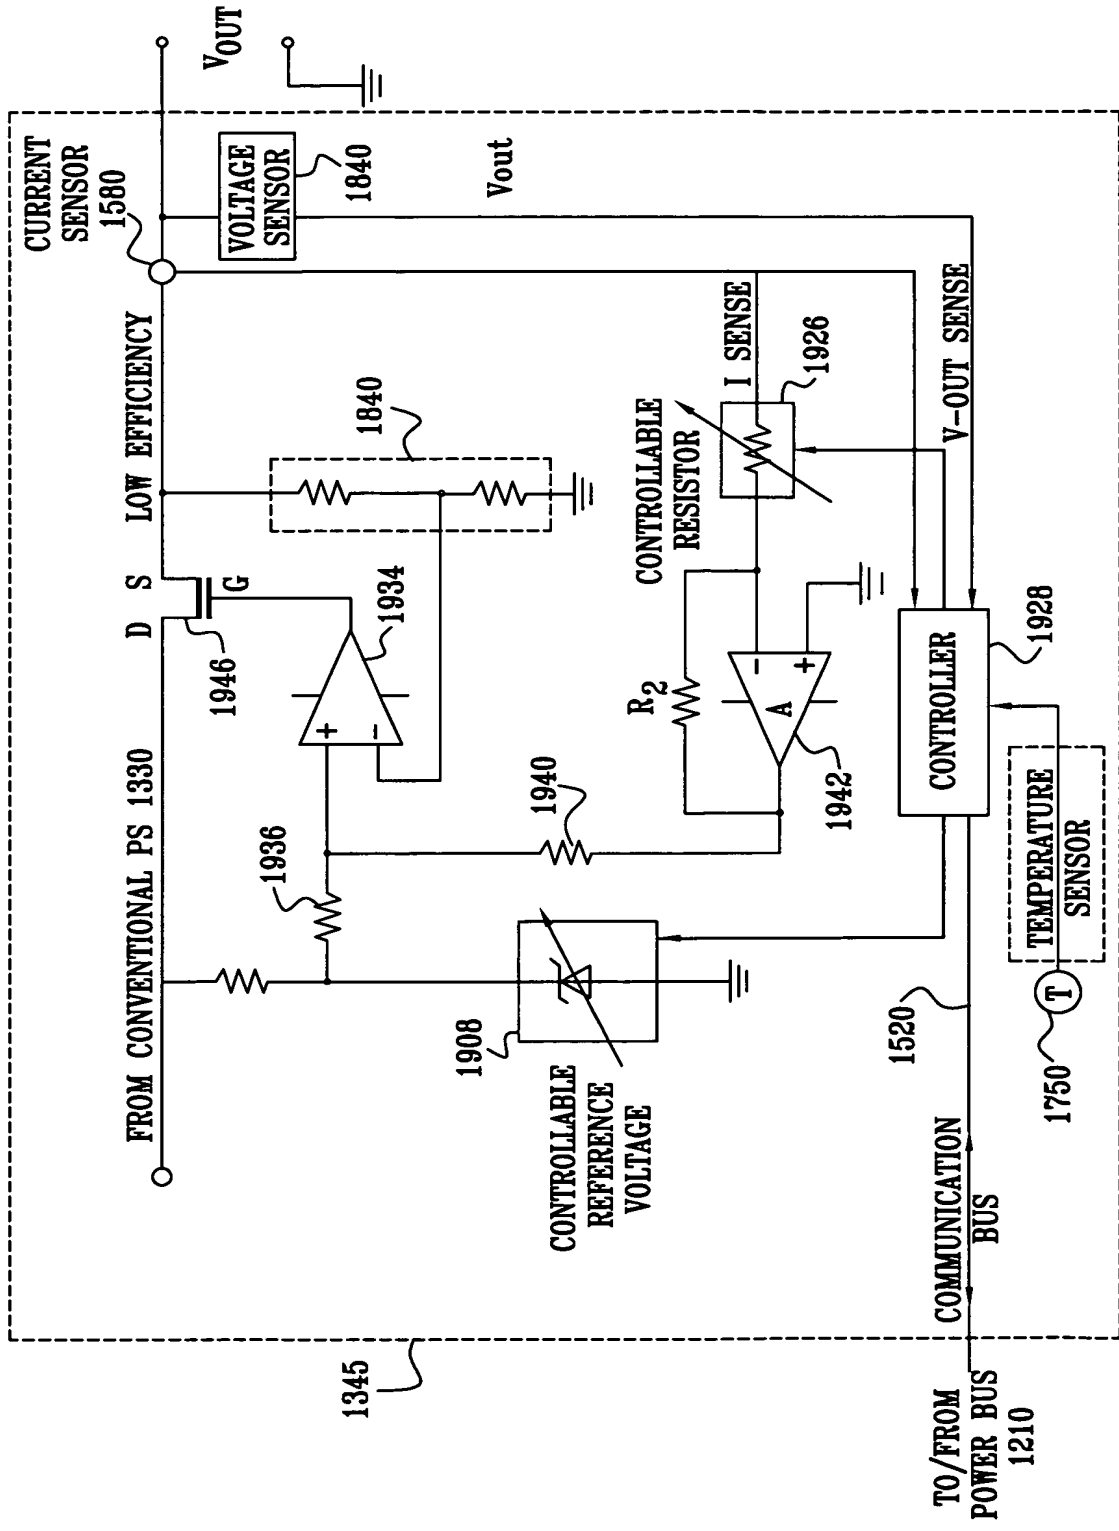 FROM CONVENTIONAL PS 1330
D
S
LOW EFFICIENCY
CURRENT
SENSOR
1580
VOUT
G
1946
VOLTAGE
SENSOR
1840
Vout
1840
1934
+
-
1936
1940
1908
CONTROLLABLE
REFERENCE
VOLTAGE
CONTROLLABLE
RESISTOR
I SENSE
1926
R2
-
+
A
1942
V-OUT SENSE
CONTROLLER
1928
TEMPERATURE
SENSOR
T
1750
1520
COMMUNICATION
BUS
1345
TO/FROM
POWER BUS
1210